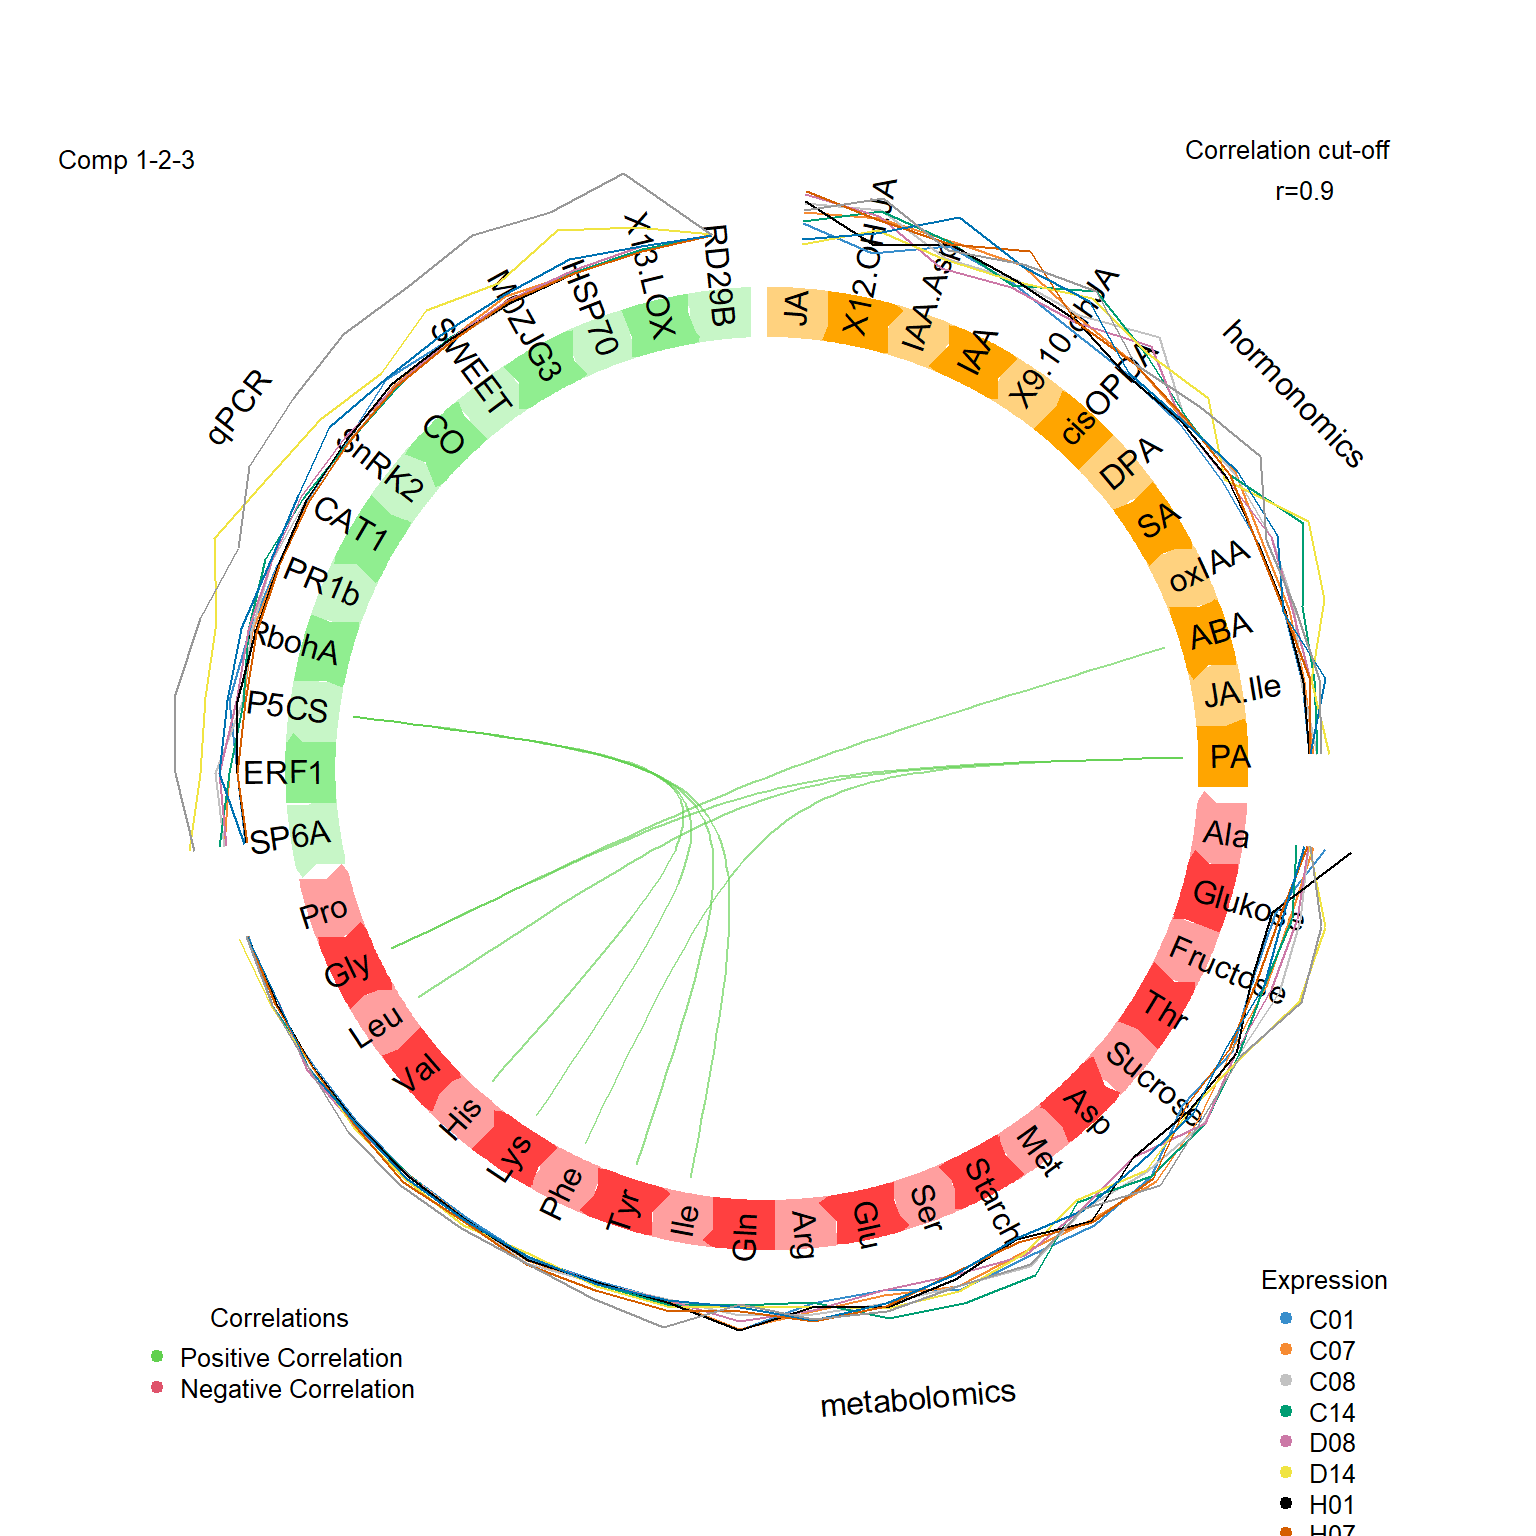 Comp 1-2-3
Correlation cut-off
r=0.9
qPCR
hormonomics
metabolomics
JA
X12.OH.JA
IAA.Asp
IAA
X9.10.dhJA
cisOPDA
DPA
SA
oxIAA
ABA
JA.Ile
PA
Ala
Glukose
Fructose
Thr
Sucrose
Asp
Met
Starch
Ser
Glu
Arg
Gln
Ile
Tyr
Phe
Lys
His
Val
Leu
Gly
Pro
SP6A
ERF1
P5CS
RbohA
PR1b
CAT1
SnRK2
CO
SWEET
M0ZJG3
HSP70
X13.LOX
RD29B
Correlations
Positive Correlation
Negative Correlation
Expression
C01
C07
C08
C14
D08
D14
H01
H07